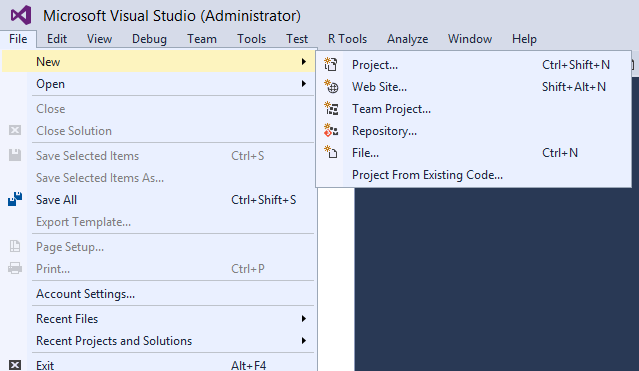 Microsoft Visual Studio (Administrator)
File Edit View Debug Team Tools Test R Tools Analyze Window Help
New
Open
Close
Close Solution
Save Selected Items Ctrl+S
Save Selected Items As...
Save All Ctrl+Shift+S
Export Template...
Page Setup...
Print... Ctrl+P
Account Settings...
Recent Files
Recent Projects and Solutions
Exit Alt+F4
Project... Ctrl+Shift+N
Web Site... Shift+Alt+N
Team Project...
Repository...
File... Ctrl+N
Project From Existing Code...